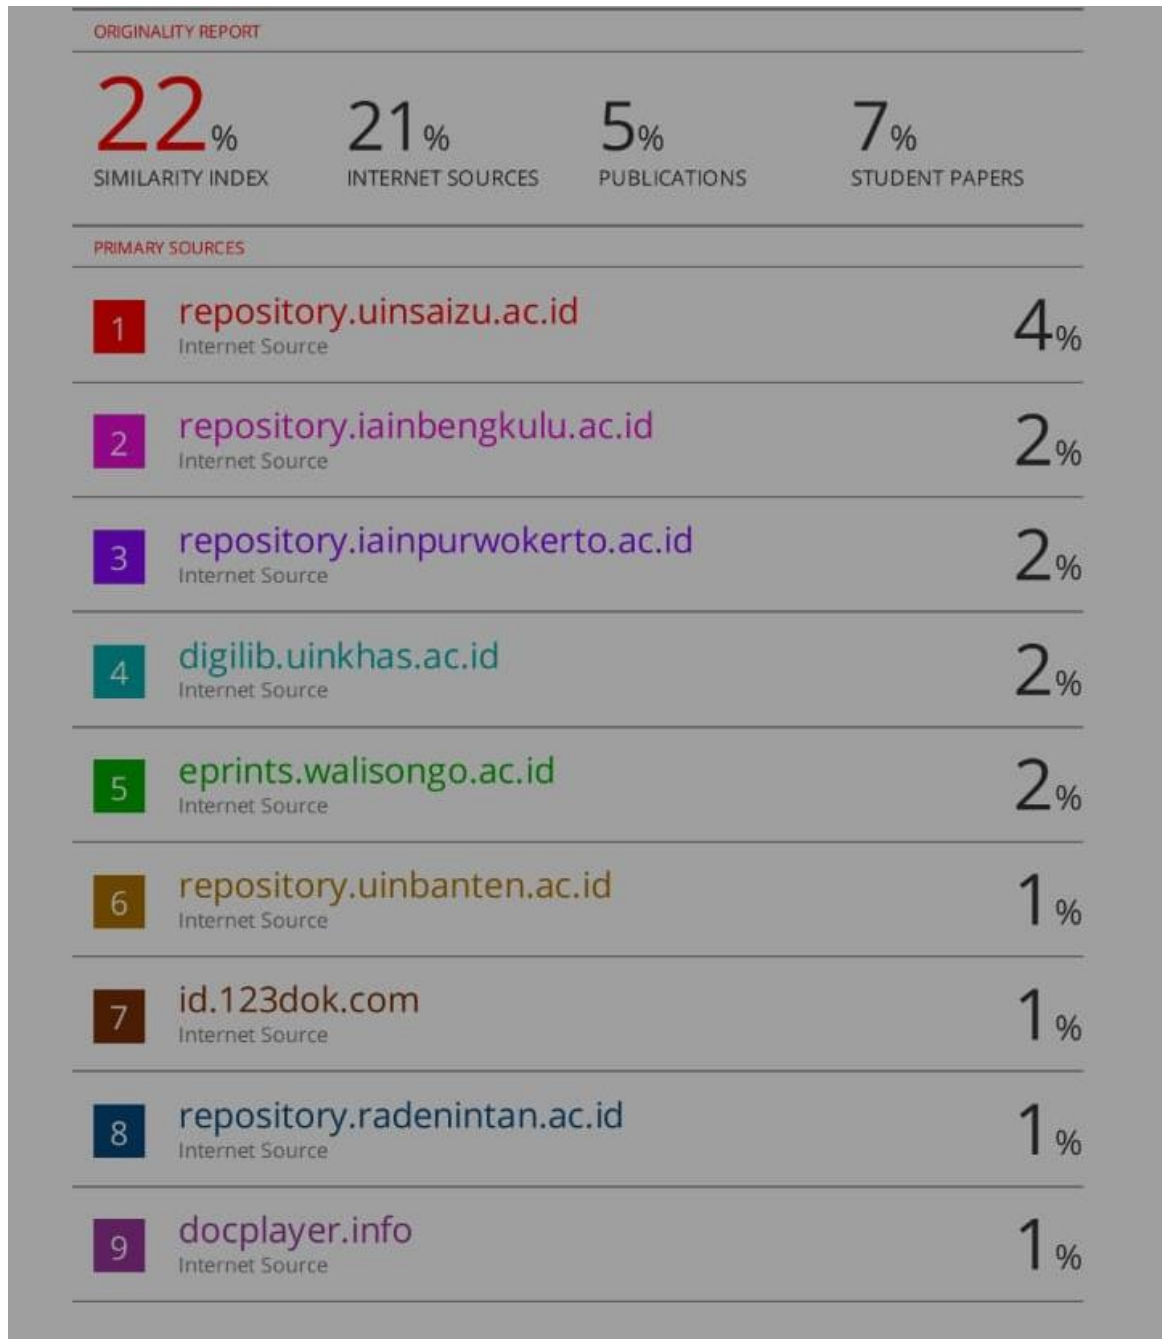 ORIGINALITY REPORT
22% 21% 5% 7%
SIMILARITY INDEX INTERNET SOURCES PUBLICATIONS STUDENT PAPERS
PRIMARY SOURCES
1 repository.uinsaizu.ac.id 4%
Internet Source
2 repository.iainbengkulu.ac.id 2%
Internet Source
3 repository.iainpurwokerto.ac.id 2%
Internet Source
4 digilib.uinkhas.ac.id 2%
Internet Source
5 eprints.walisongo.ac.id 2%
Internet Source
6 repository.uinbanten.ac.id 1%
Internet Source
7 id.123dok.com 1%
Internet Source
8 repository.radenintan.ac.id 1%
Internet Source
9 docplayer.info 1%
Internet Source